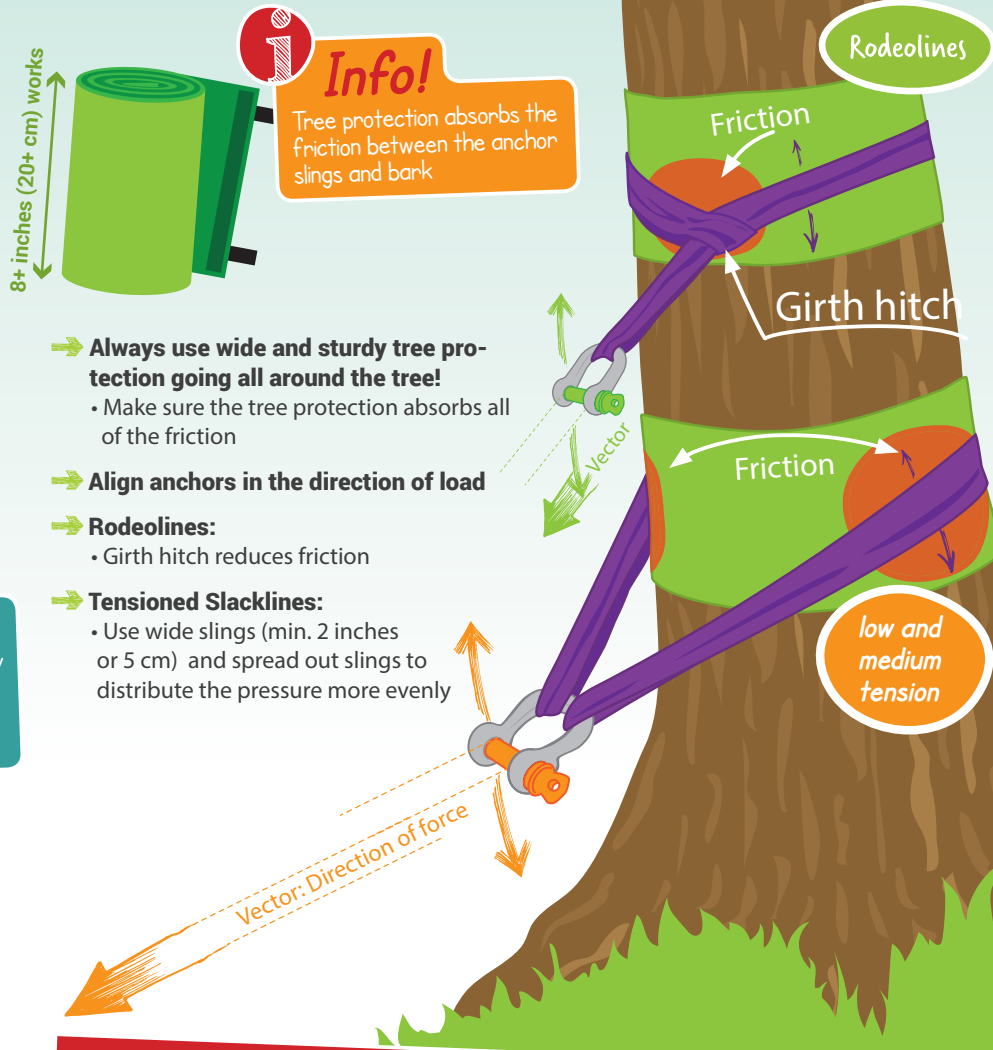 8+ inches (20+ cm) works
i
Info!
Tree protection absorbs the
friction between the anchor
slings and bark
Rodeolines
Friction
Girth hitch
Vector
Always use wide and sturdy tree pro-
tection going all around the tree!
• Make sure the tree protection absorbs all
of the friction
Align anchors in the direction of load
Rodeolines:
• Girth hitch reduces friction
Tensioned Slacklines:
• Use wide slings (min. 2 inches
or 5 cm) and spread out slings to
distribute the pressure more evenly
Friction
low and
medium
tension
Vector: Direction of force